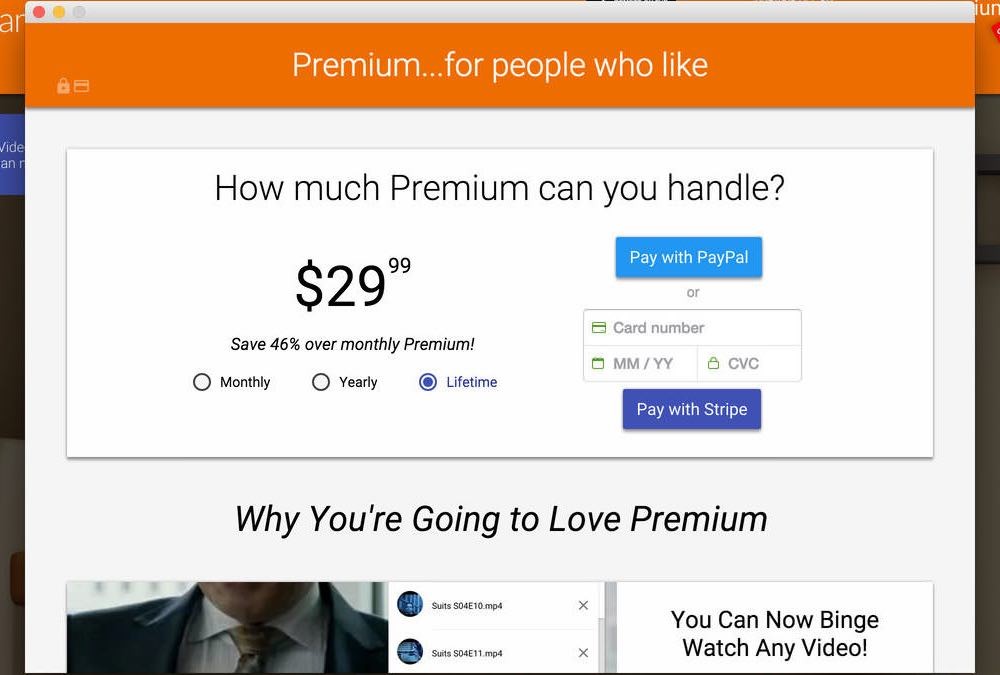 Premium...for people who like
How much Premium can you handle?
$29 99
Save 46% over monthly Premium!
Monthly Yearly Lifetime
Pay with PayPal
or
Card number
MM / YY CVC
Pay with Stripe
Why You're Going to Love Premium
Suits S04E10.mp4
Suits S04E11.mp4
You Can Now Binge
Watch Any Video!